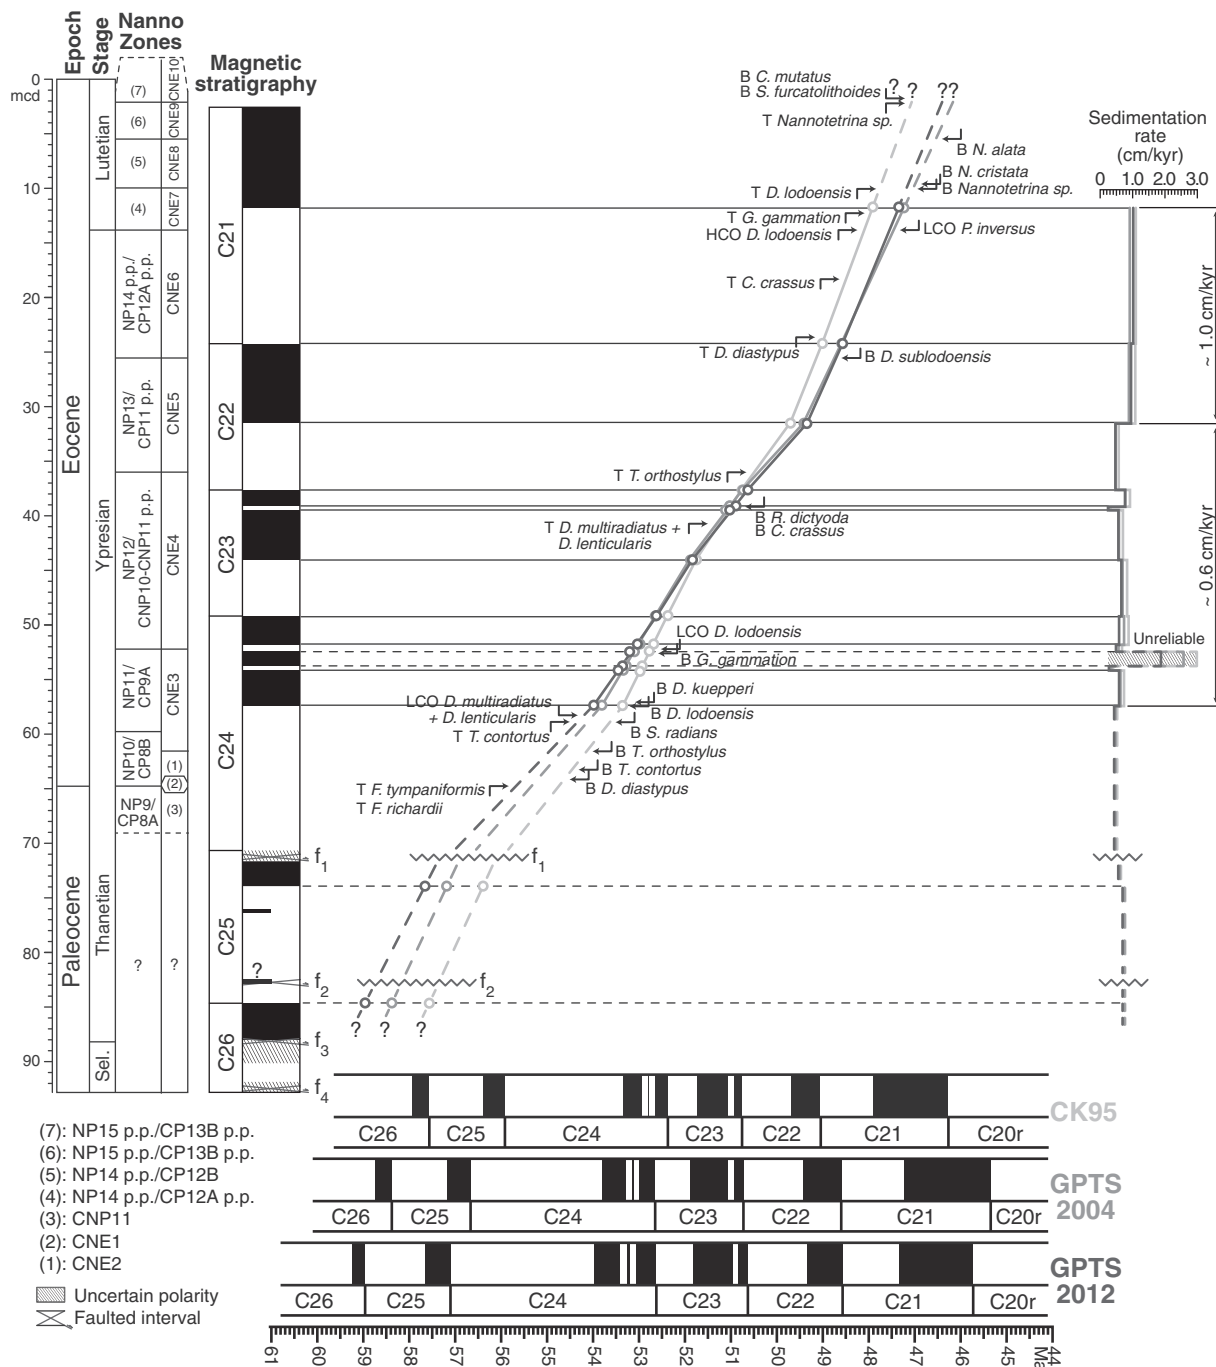 Epoch
Stage
Nanno
Zones
Magnetic
stratigraphy
0
mcd
10
20
30
40
50
60
70
80
90
Eocene
Paleocene
Lutetian
Ypresian
Thanetian
Sel.
(7)
(6)
(5)
(4)
NP14 p.p./
CP12A p.p.
NP13/
CP11 p.p.
NP12/
CNP10-CNP11 p.p.
NP11/
CP9A
NP10/
CP8B
NP9/
CP8A
?
CNE10
CNE9
CNE8
CNE7
CNE6
CNE5
CNE4
CNE3
(1)
(2)
(3)
?
C21
C22
C23
C24
C25
C26
?
f1
f2
f3
f4
B C. mutatus
B S. furcatolithoides
T Nannotetrina sp.
? ? ??
B N. alata
B N. cristata
B Nannotetrina sp.
T D. lodoensis
T G. gammation
HCO D. lodoensis
LCO P. inversus
T C. crassus
T D. diastypus
B D. sublodoensis
T T. orthostylus
B R. dictyoda
B C. crassus
T D. multiradiatus +
D. lenticularis
LCO D. lodoensis
B G. gammation
B D. kuepperi
LCO D. multiradiatus
+ D. lenticularis
B D. lodoensis
T T. contortus
B S. radians
B T. orthostylus
B T. contortus
B D. diastypus
T F. tympaniformis
T F. richardii
f1
f2
? ? ?
Sedimentation
rate
(cm/kyr)
0 1.0 2.0 3.0
~ 1.0 cm/kyr
~ 0.6 cm/kyr
Unreliable
C26 C25 C24 C23 C22 C21 C20r
CK95
C26 C25 C24 C23 C22 C21 C20r
GPTS
2004
C26 C25 C24 C23 C22 C21 C20r
GPTS
2012
61 60 59 58 57 56 55 54 53 52 51 50 49 48 47 46 45 44
Ma
(7): NP15 p.p./CP13B p.p.
(6): NP15 p.p./CP13B p.p.
(5): NP14 p.p./CP12B
(4): NP14 p.p./CP12A p.p.
(3): CNP11
(2): CNE1
(1): CNE2
Uncertain polarity
Faulted interval